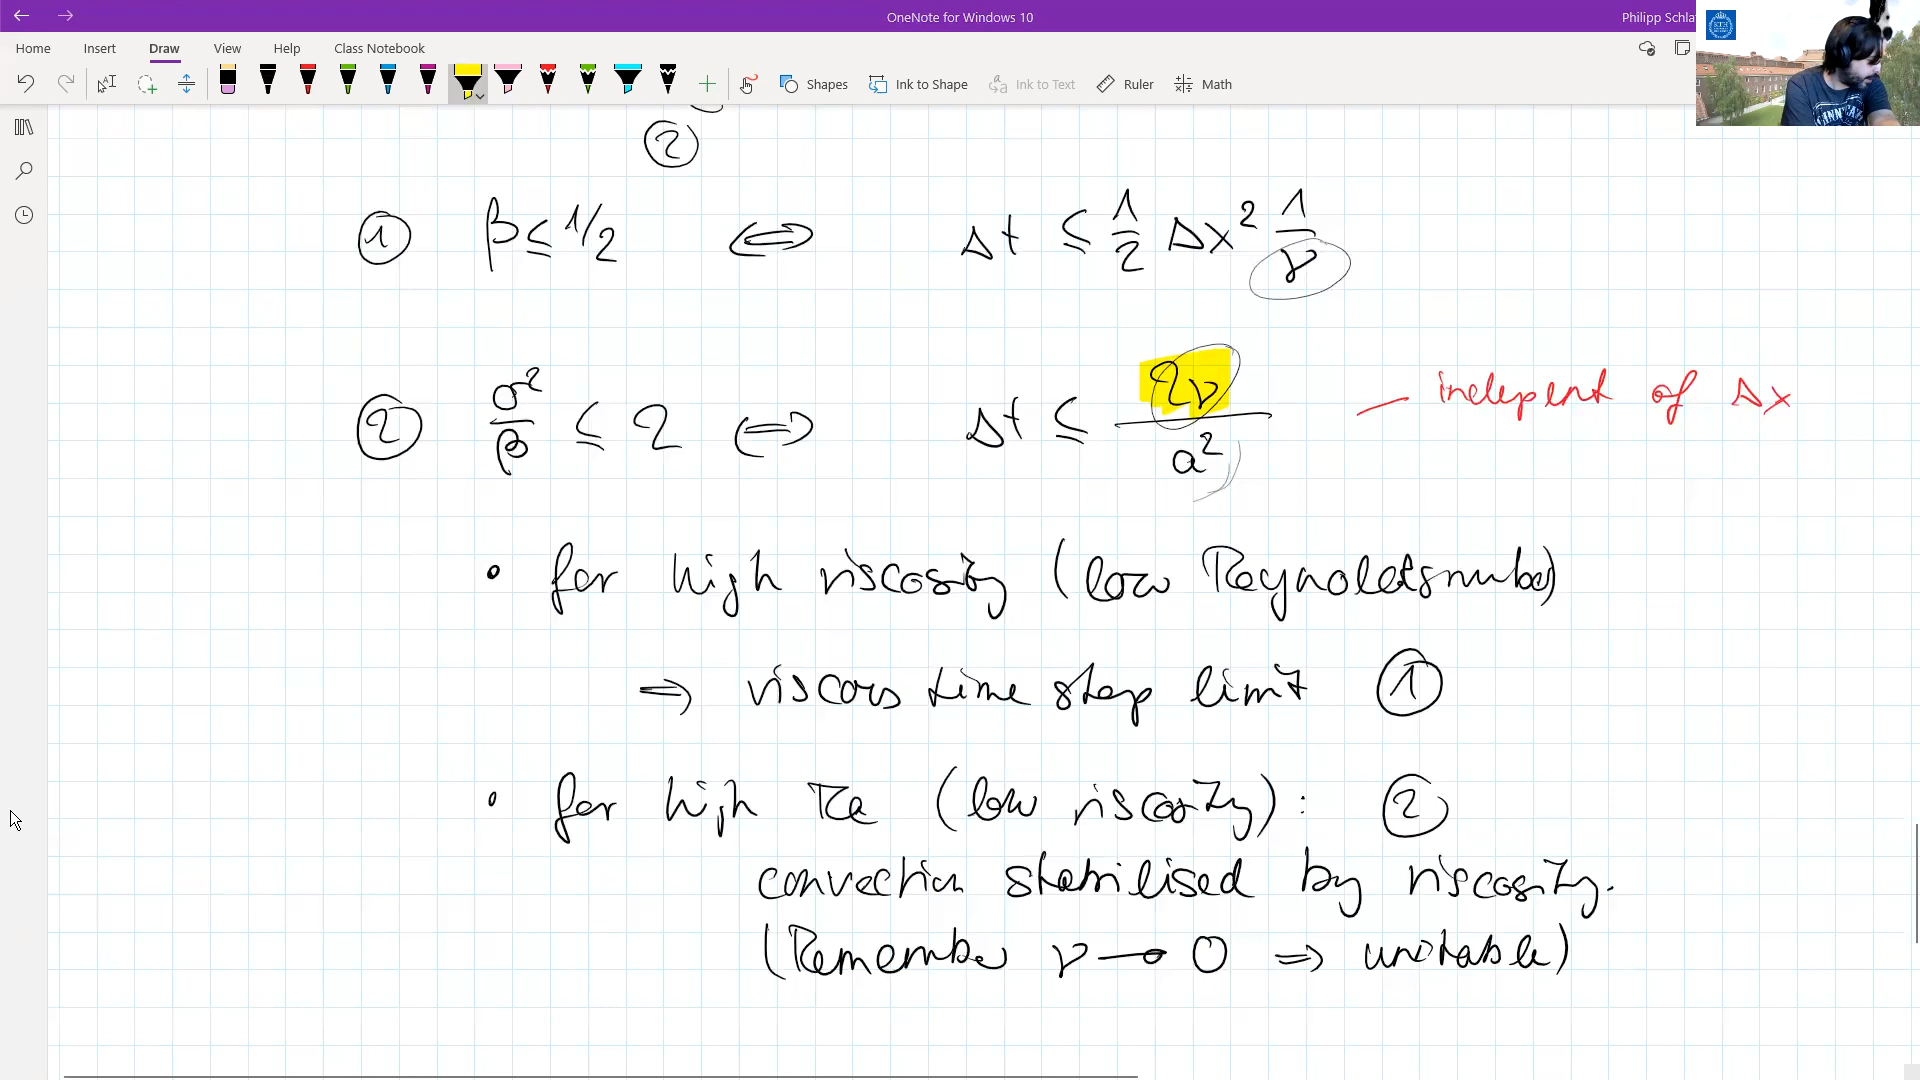 OneNote for Windows 10
Philipp Schla
Home Insert Draw View Help Class Notebook
Shapes Ink to Shape Ink to Text Ruler Math
②
① β ≤ 1/2 ⇔ Δt ≤ 1/2 Δx² 1/ν
② σ²/β ≤ 2 ⇔ Δt ≤ 2ν/a² — indepent of Δx
• for high viscosity (low Reynoldsnumber)
⇒ viscous time step limit ①
• for high Re (low viscosity): ②
convection stabilised by viscosity.
(Remember ν → 0 ⇒ unstable)